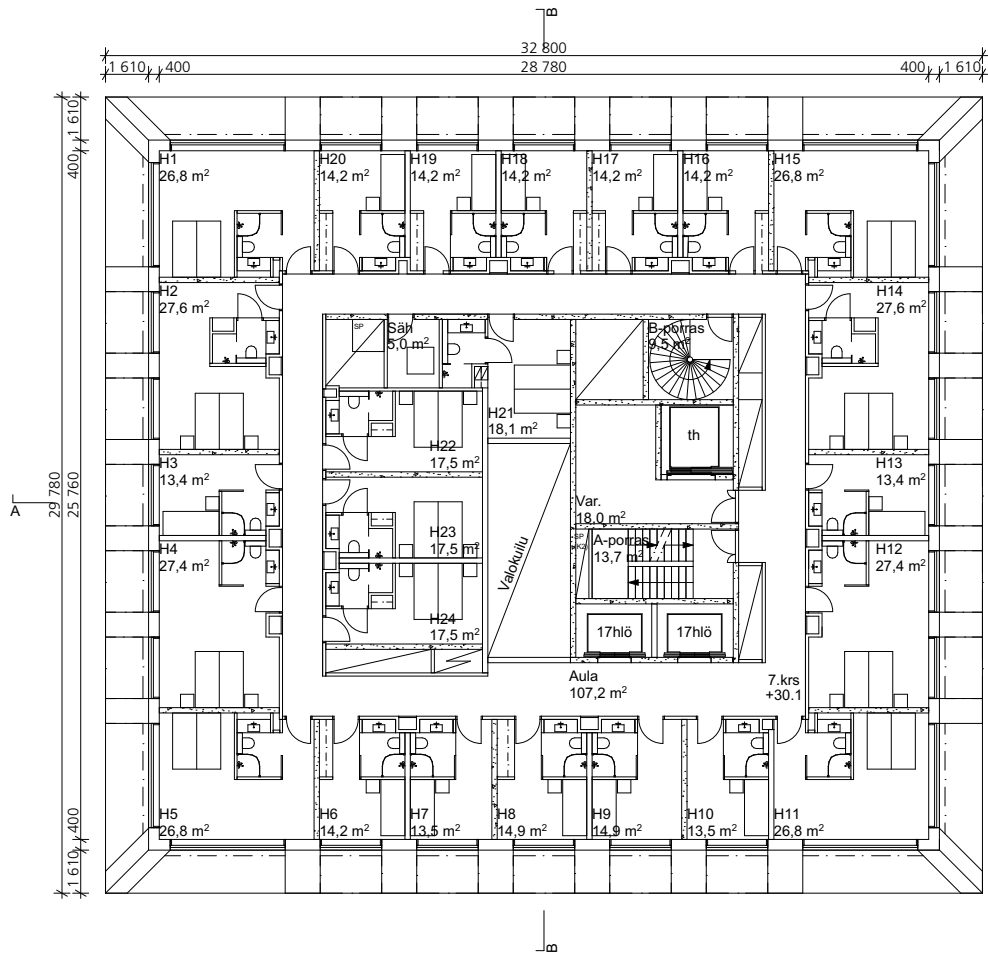 B
32 800
1 610 400 28 780 400 1 610
1 610
400
H1
26,8 m²
H20
14,2 m²
H19
14,2 m²
H18
14,2 m²
H17
14,2 m²
H16
14,2 m²
H15
26,8 m²
H2
27,6 m²
H14
27,6 m²
SP
Säh
5,0 m²
B-porras
9,5 m²
H21
18,1 m²
H22
17,5 m²
th
H3
13,4 m²
H13
13,4 m²
A
29 780
25 760
Var.
18,0 m²
H23
17,5 m²
SP
A-porras
13,7 m²
H4
27,4 m²
H12
27,4 m²
Valokuilu
H24
17,5 m²
17hlö
17hlö
Aula
107,2 m²
7.krs
+30.1
H5
26,8 m²
H6
14,2 m²
H7
13,5 m²
H8
14,9 m²
H9
14,9 m²
H10
13,5 m²
H11
26,8 m²
400
1 610
B